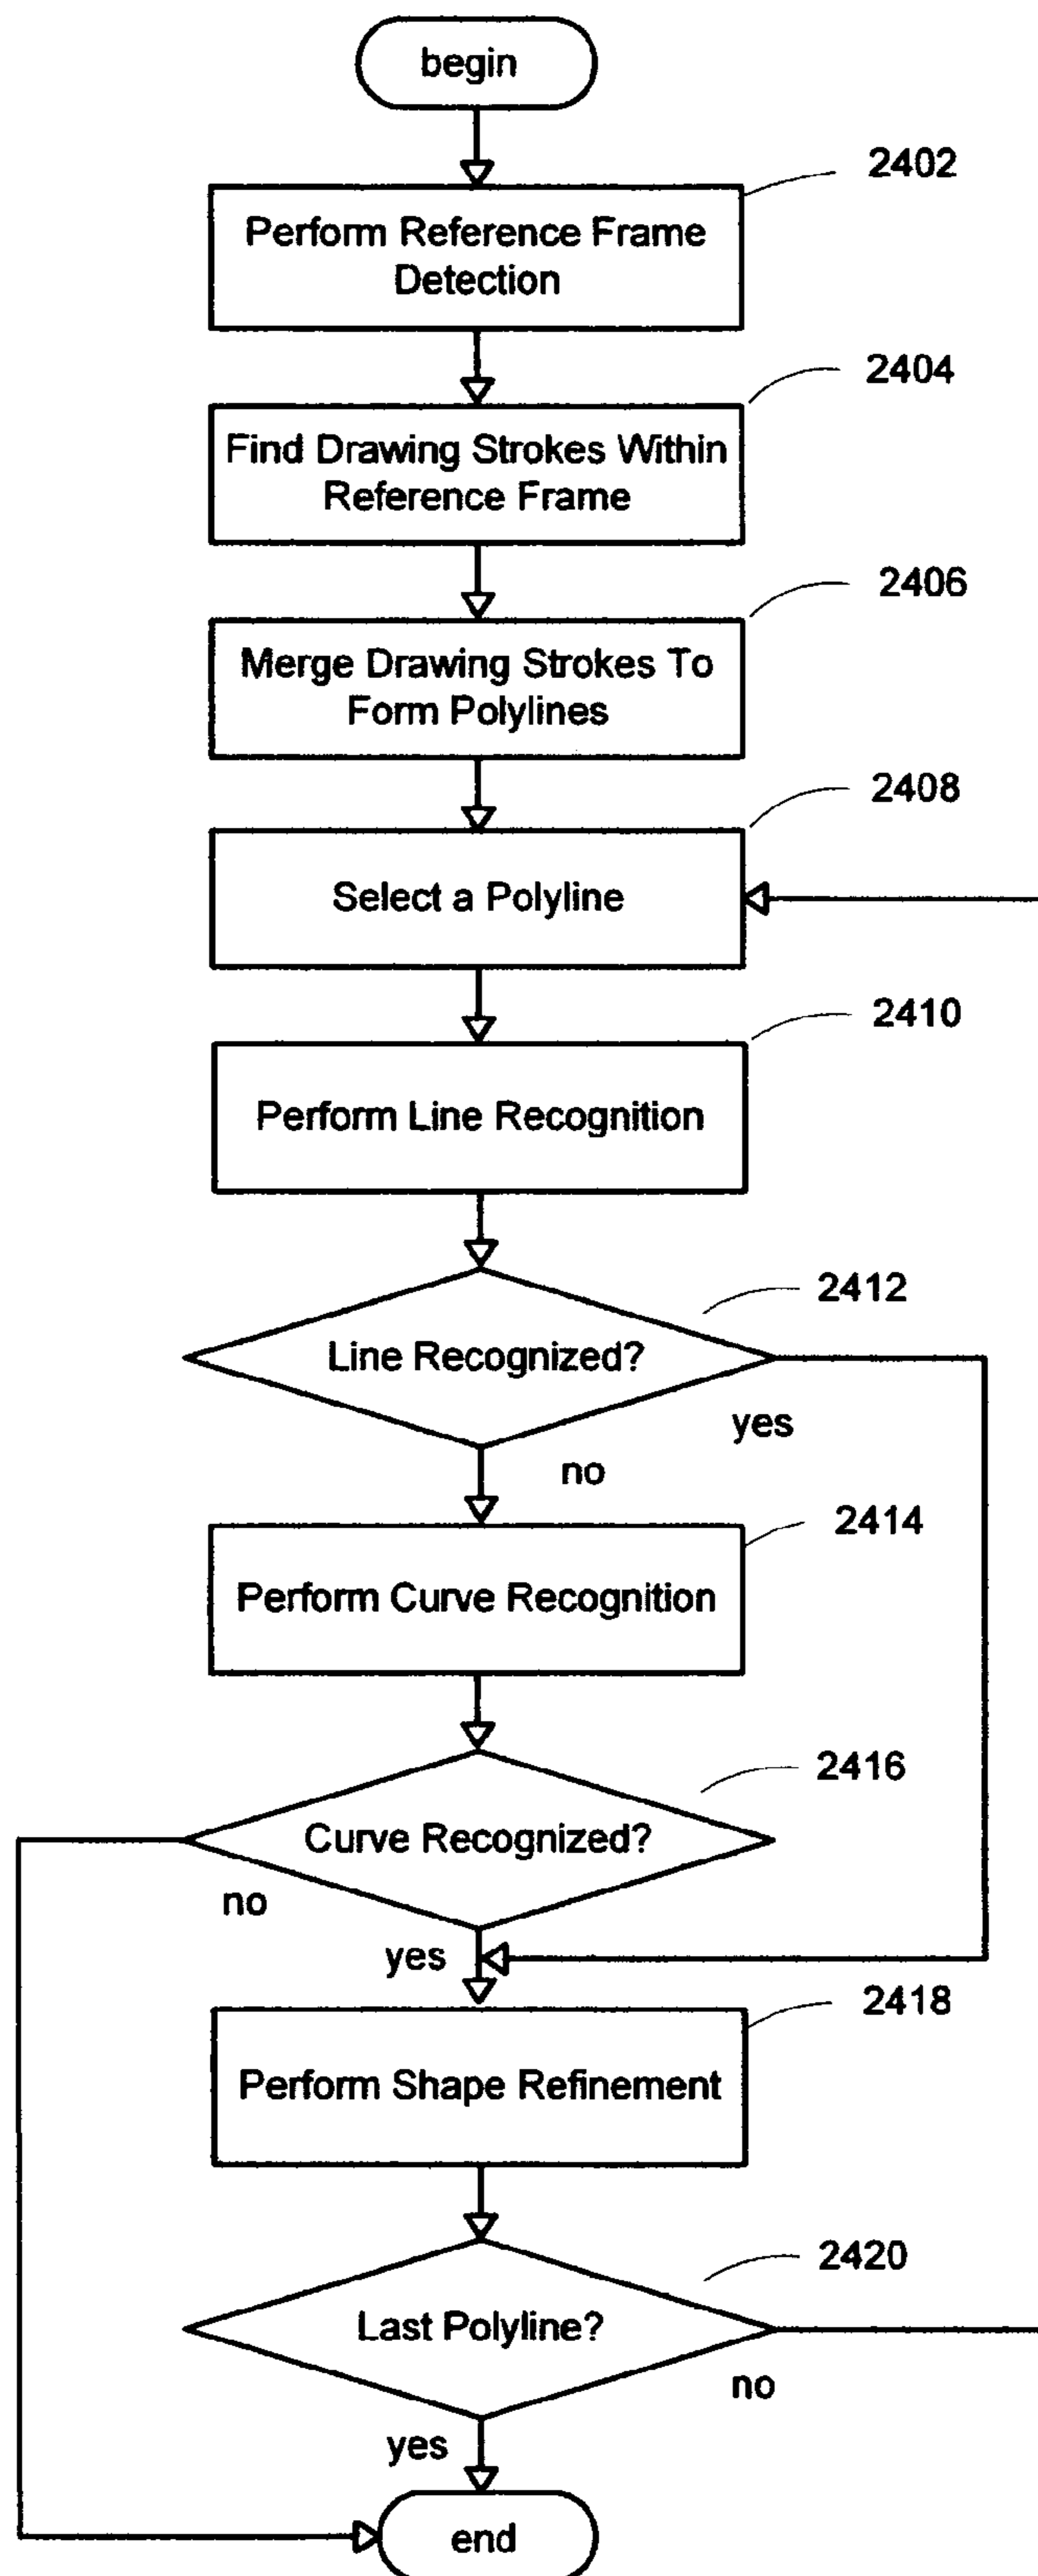 begin
2402
Perform Reference Frame
Detection
2404
Find Drawing Strokes Within
Reference Frame
2406
Merge Drawing Strokes To
Form Polylines
2408
Select a Polyline
2410
Perform Line Recognition
2412
Line Recognized?
yes
no
2414
Perform Curve Recognition
2416
Curve Recognized?
no
yes
2418
Perform Shape Refinement
2420
Last Polyline?
no
yes
end